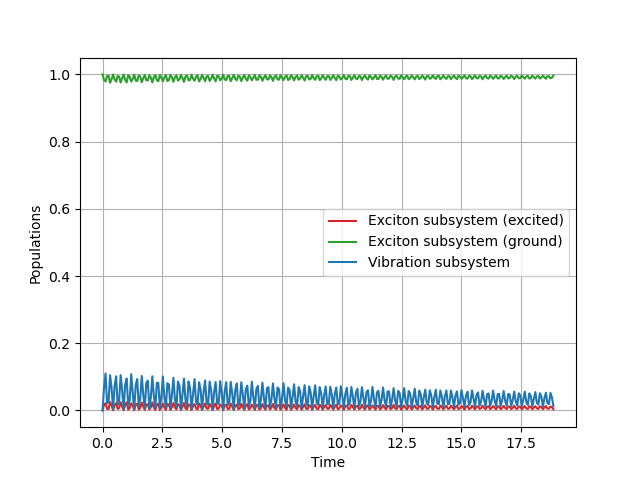 1.0
0.8
0.6
0.4
0.2
0.0
Populations
Exciton subsystem (excited)
Exciton subsystem (ground)
Vibration subsystem
0.0 2.5 5.0 7.5 10.0 12.5 15.0 17.5
Time